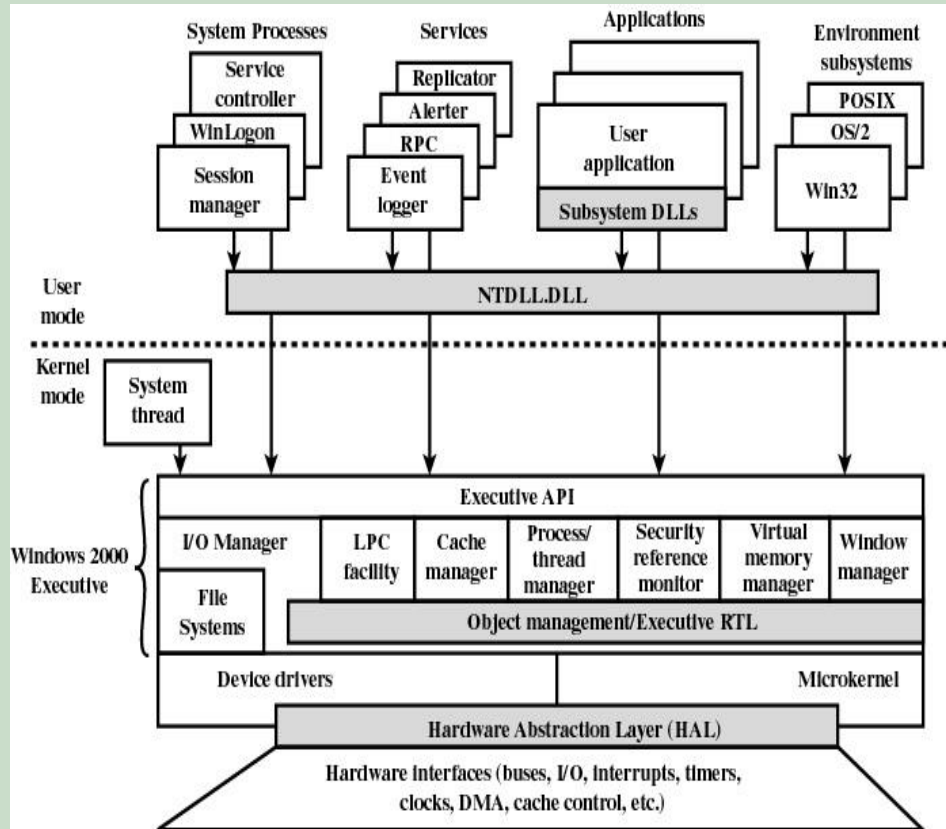 System Processes
Service
controller
WinLogon
Session
manager
Services
Replicator
Alerter
RPC
Event
logger
Applications
User
application
Subsystem DLLs
Environment
subsystems
POSIX
OS/2
Win32
User
mode
NTDLL.DLL
Kernel
mode
System
thread
Windows 2000
Executive
Executive API
I/O Manager
LPC
facility
Cache
manager
Process/
thread
manager
Security
reference
monitor
Virtual
memory
manager
Window
manager
File
Systems
Object management/Executive RTL
Device drivers
Microkernel
Hardware Abstraction Layer (HAL)
Hardware interfaces (buses, I/O, interrupts, timers,
clocks, DMA, cache control, etc.)